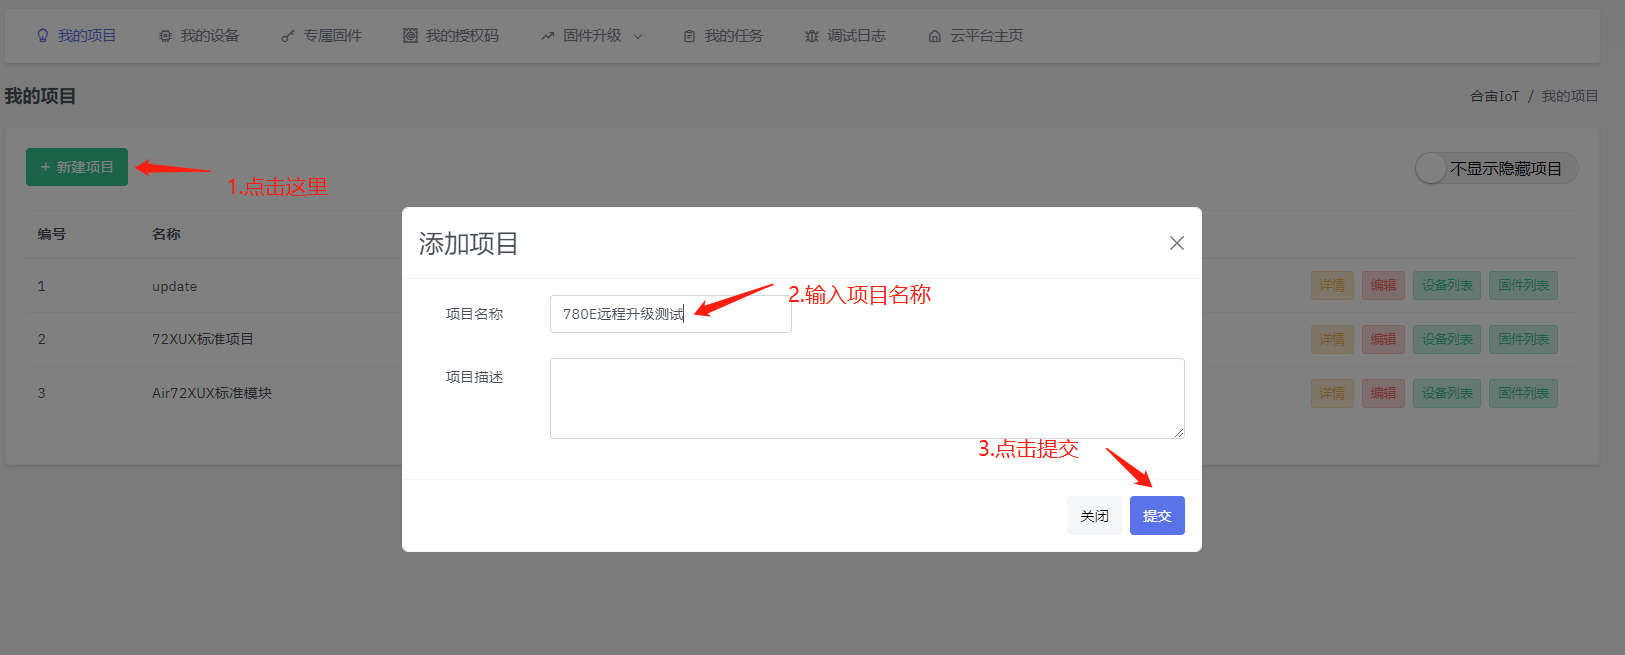 我的项目 我的设备 专属固件 我的授权码 固件升级 我的任务 调试日志 云平台主页
我的项目
合宙IoT / 我的项目
+ 新建项目
1.点击这里
不显示隐藏项目
编号 名称
1 update 详情 编辑 设备列表 固件列表
2 72XUX标准项目 详情 编辑 设备列表 固件列表
3 Air72XUX标准模块 详情 编辑 设备列表 固件列表
添加项目
2.输入项目名称
项目名称 780E远程升级测试
项目描述
3.点击提交
关闭 提交